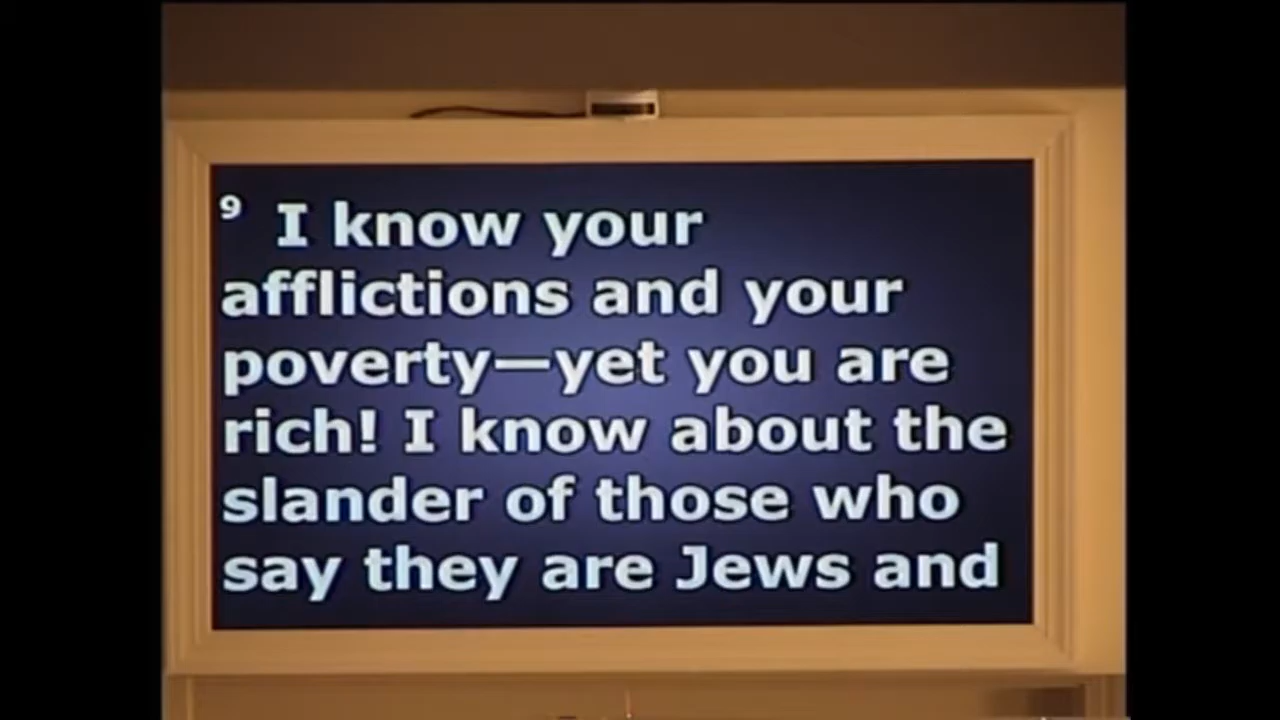 9 I know your
afflictions and your
poverty—yet you are
rich! I know about the
slander of those who
say they are Jews and